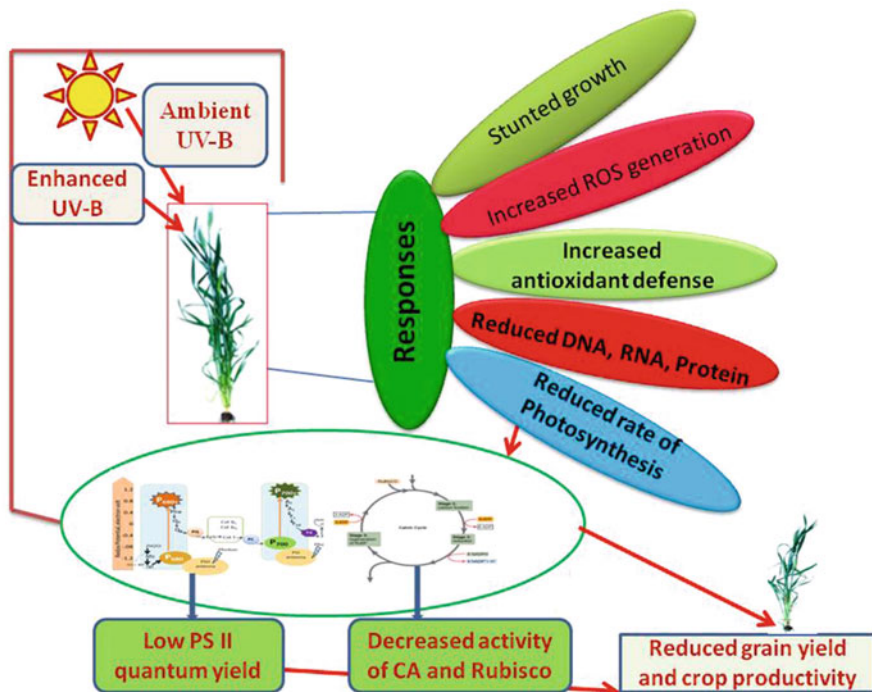 Ambient
UV-B
Enhanced
UV-B
Responses
Stunted growth
Increased ROS generation
Increased
antioxidant defense
Reduced DNA, RNA, Protein
Reduced rate of
Photosynthesis
Low PS II
quantum yield
Decreased activity
of CA and Rubisco
Reduced grain yield
and crop productivity